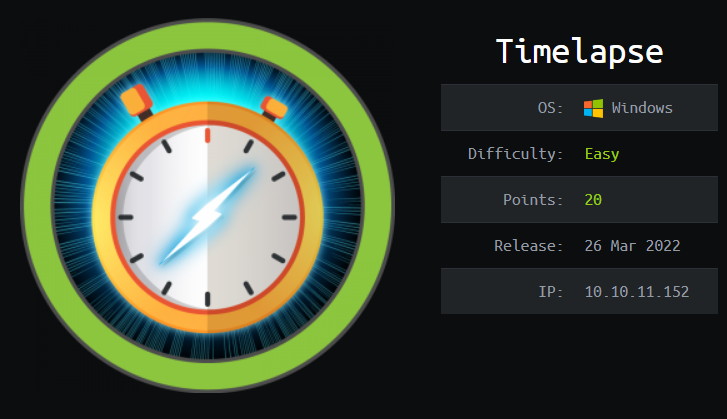 Timelapse
OS: Windows
Difficulty: Easy
Points: 20
Release: 26 Mar 2022
IP: 10.10.11.152